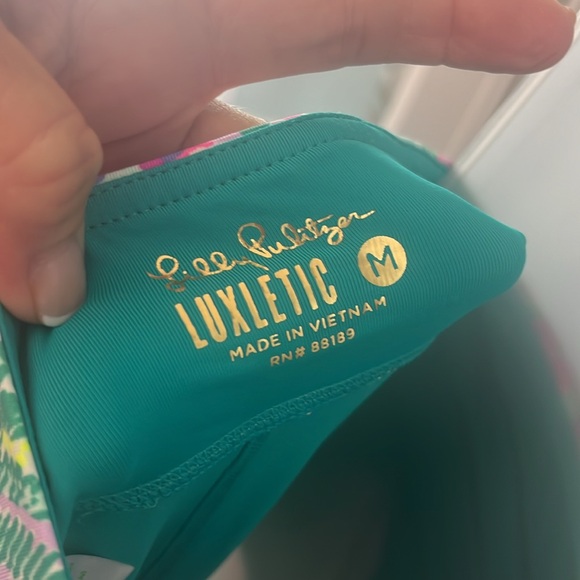 Lilly Pulitzer
LUXLETIC M
MADE IN VIETNAM
RN# 88189